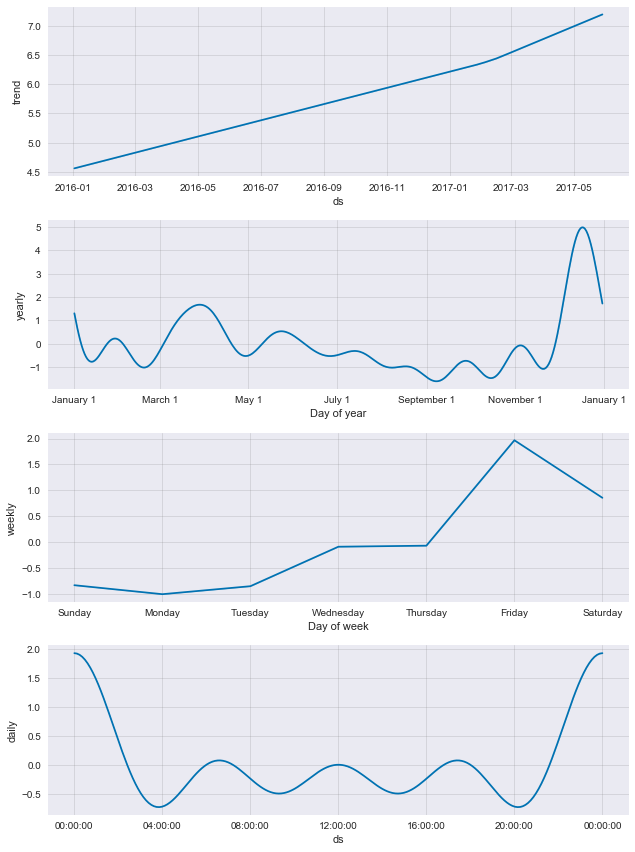 7.0
6.5
6.0
5.5
5.0
4.5
trend
2016-01 2016-03 2016-05 2016-07 2016-09 2016-11 2017-01 2017-03 2017-05
ds
5
4
3
2
1
0
−1
yearly
January 1 March 1 May 1 July 1 September 1 November 1 January 1
Day of year
2.0
1.5
1.0
0.5
0.0
−0.5
−1.0
weekly
Sunday Monday Tuesday Wednesday Thursday Friday Saturday
Day of week
2.0
1.5
1.0
0.5
0.0
−0.5
daily
00:00:00 04:00:00 08:00:00 12:00:00 16:00:00 20:00:00 00:00:00
ds